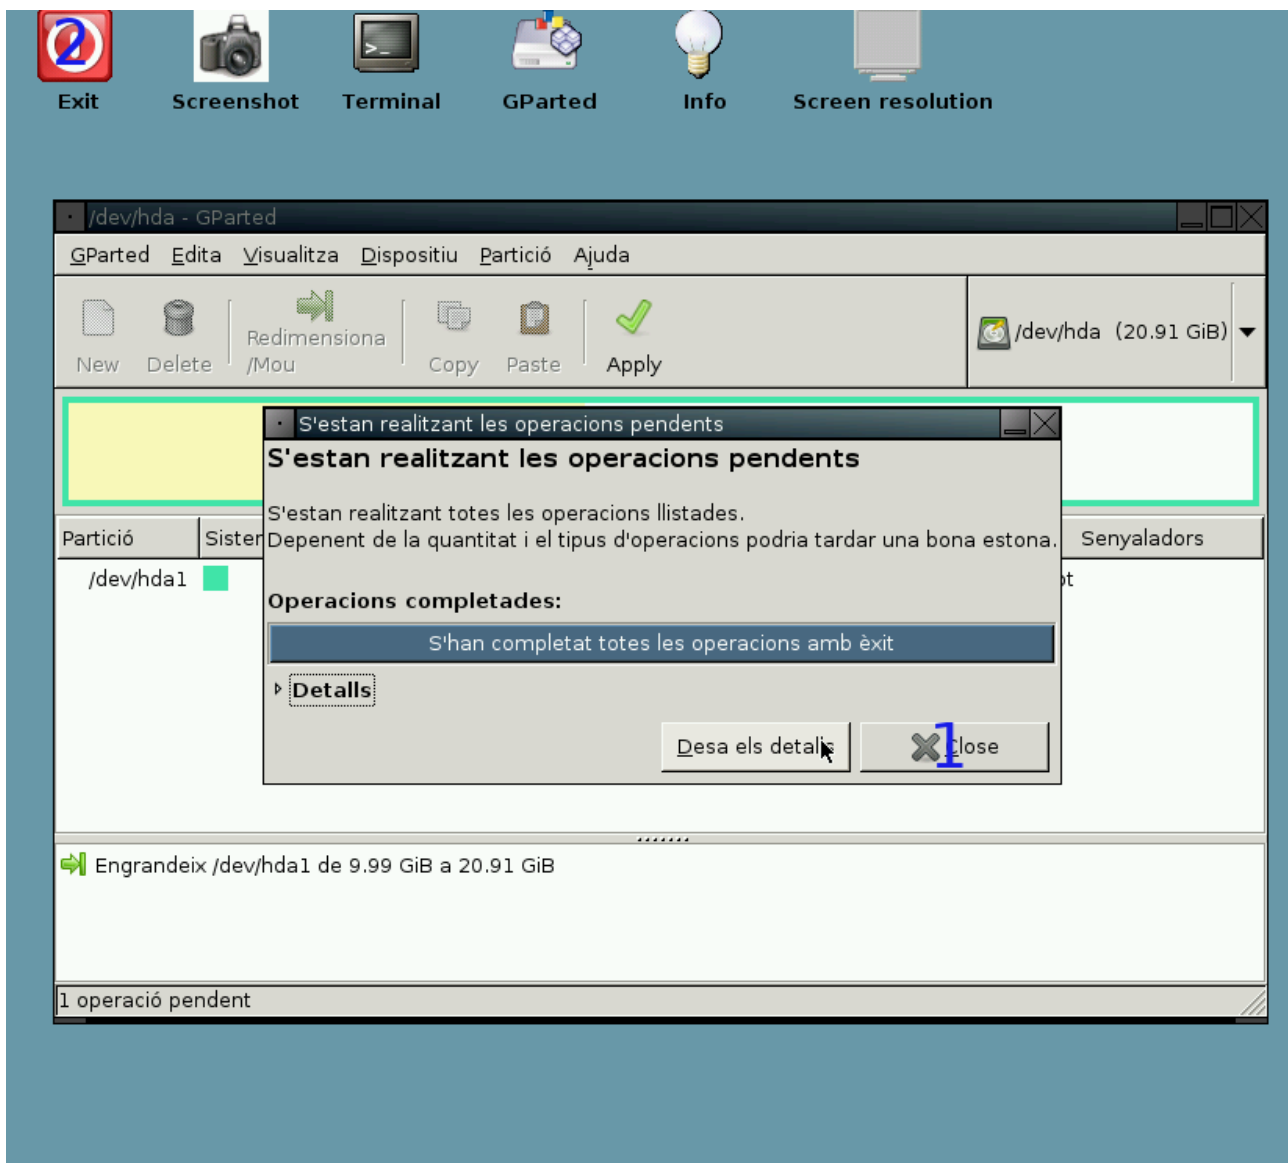 2
Exit
Screenshot
>_
Terminal
GParted
Info
Screen resolution
/dev/hda - GParted
GParted Edita Visualitza Dispositiu Partició Ajuda
New
Delete
Redimensiona
/Mou
Copy
Paste
Apply
/dev/hda (20.91 GiB)
S'estan realitzant les operacions pendents
S'estan realitzant les operacions pendents
S'estan realitzant totes les operacions llistades.
Depenent de la quantitat i el tipus d'operacions podria tardar una bona estona.
Partició
Senyaladors
/dev/hda1
Operacions completades:
S'han completat totes les operacions amb èxit
Detalls
Desa els detalls
1
Close
Engrandeix /dev/hda1 de 9.99 GiB a 20.91 GiB
1 operació pendent